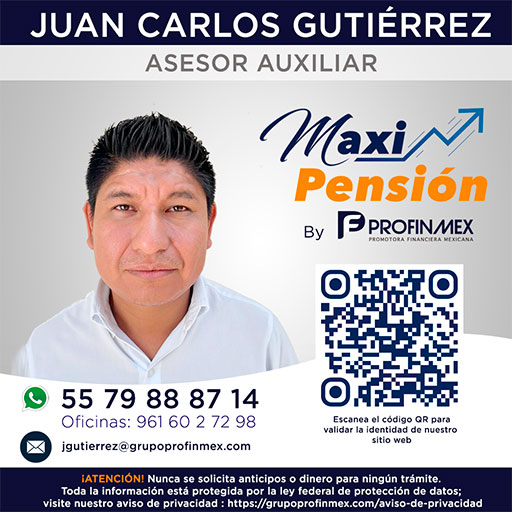 JUAN CARLOS GUTIÉRREZ
ASESOR AUXILIAR
Maxi
Pensión
By PROFINMEX
PROMOTORA FINANCIERA MEXICANA
55 79 88 87 14
Oficinas: 961 60 2 72 98
jgutierrez@grupoprofinmex.com
Escanea el código QR para
validar la identidad de nuestro
sitio web
¡ATENCIÓN! Nunca se solicita anticipos o dinero para ningún trámite.
Toda la información está protegida por la ley federal de protección de datos;
visite nuestro aviso de privacidad : https://grupoprofinmex.com/aviso-de-privacidad